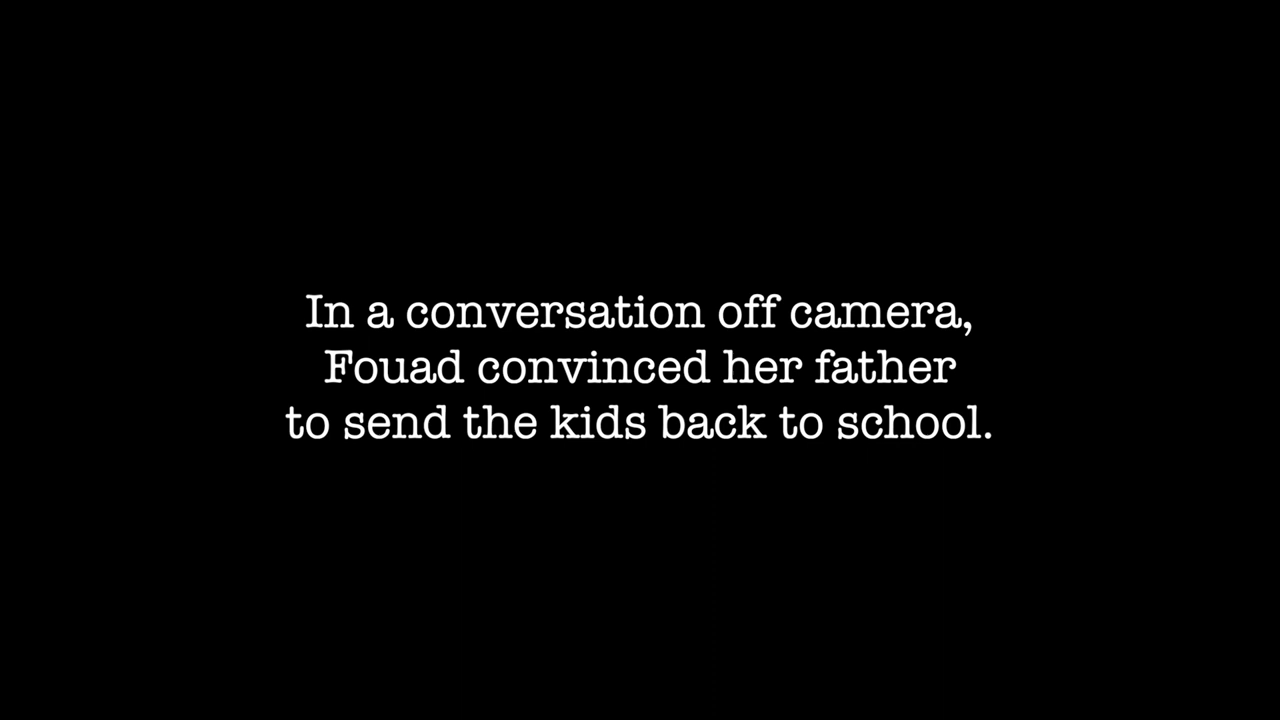 In a conversation off camera,
Fouad convinced her father
to send the kids back to school.